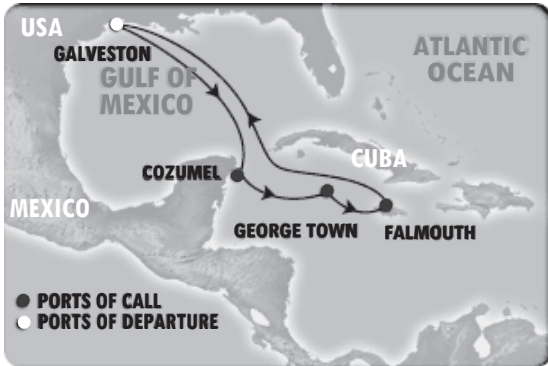 USA
GALVESTON
GULF OF
MEXICO
ATLANTIC
OCEAN
CUBA
COZUMEL
MEXICO
GEORGE TOWN
FALMOUTH
PORTS OF CALL
PORTS OF DEPARTURE